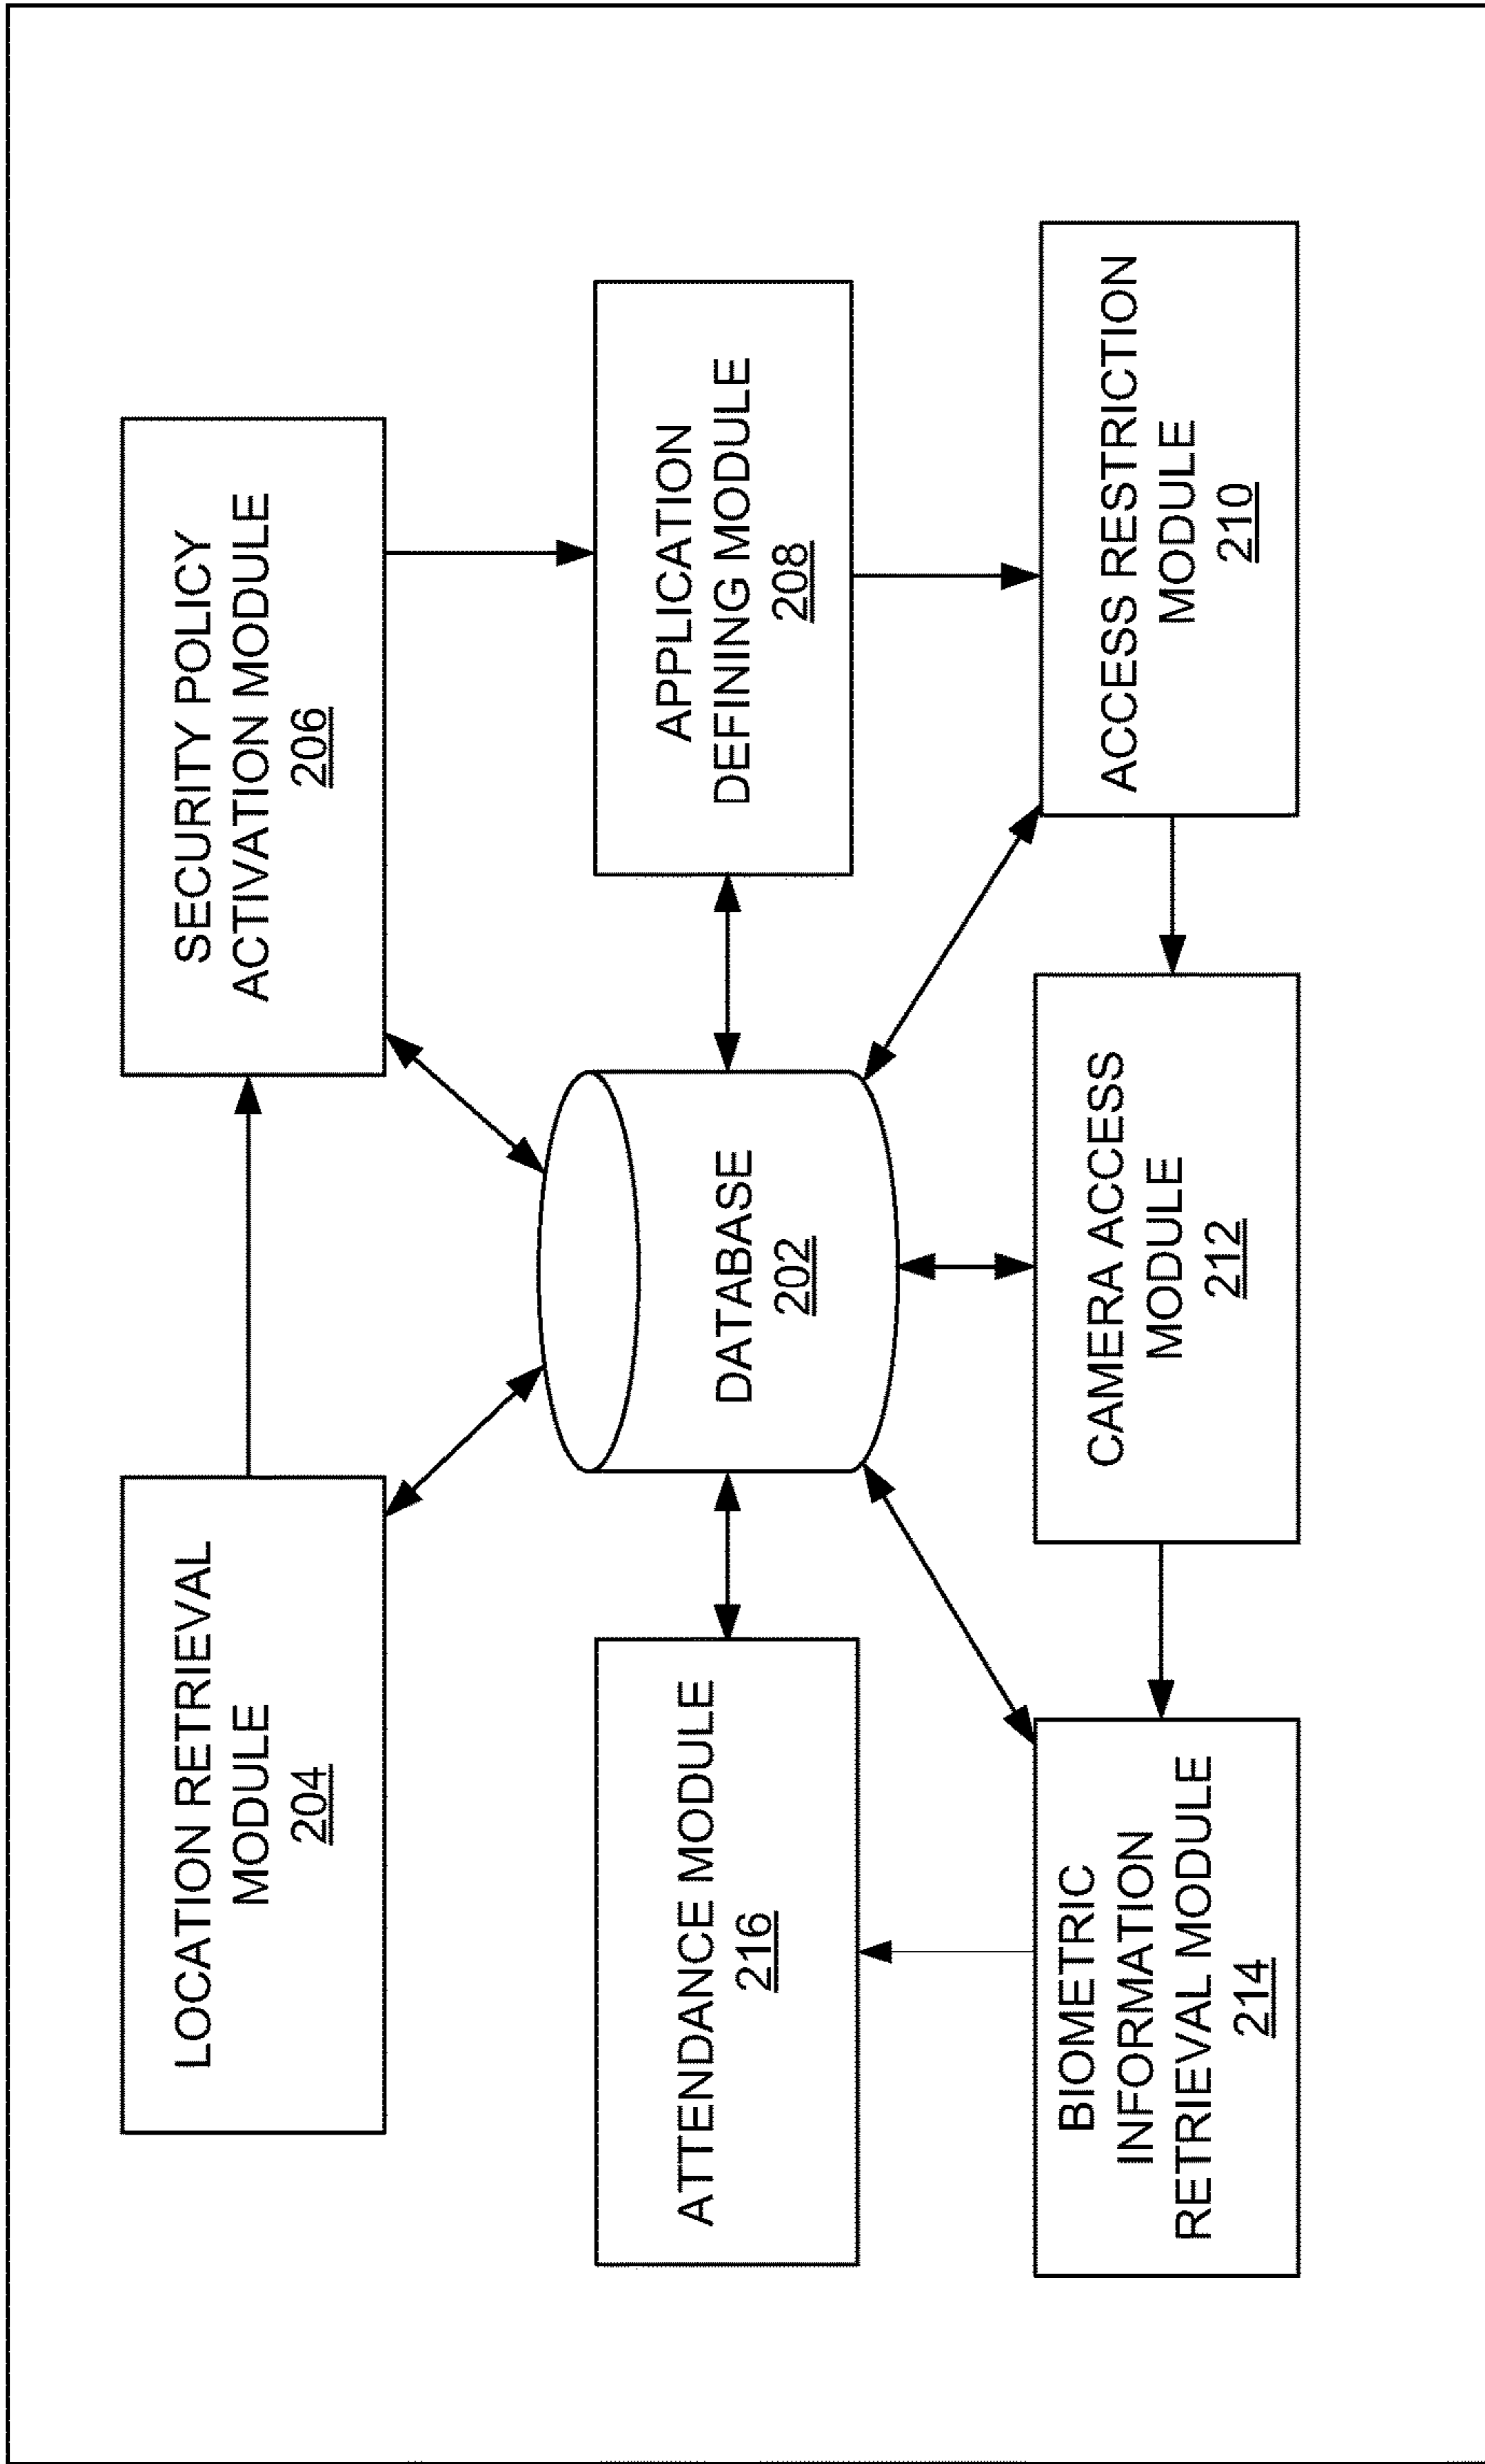 LOCATION RETRIEVAL
MODULE
204
SECURITY POLICY
ACTIVATION MODULE
206
ATTENDANCE MODULE
216
DATABASE
202
APPLICATION
DEFINING MODULE
208
BIOMETRIC
INFORMATION
RETRIEVAL MODULE
214
CAMERA ACCESS
MODULE
212
ACCESS RESTRICTION
MODULE
210